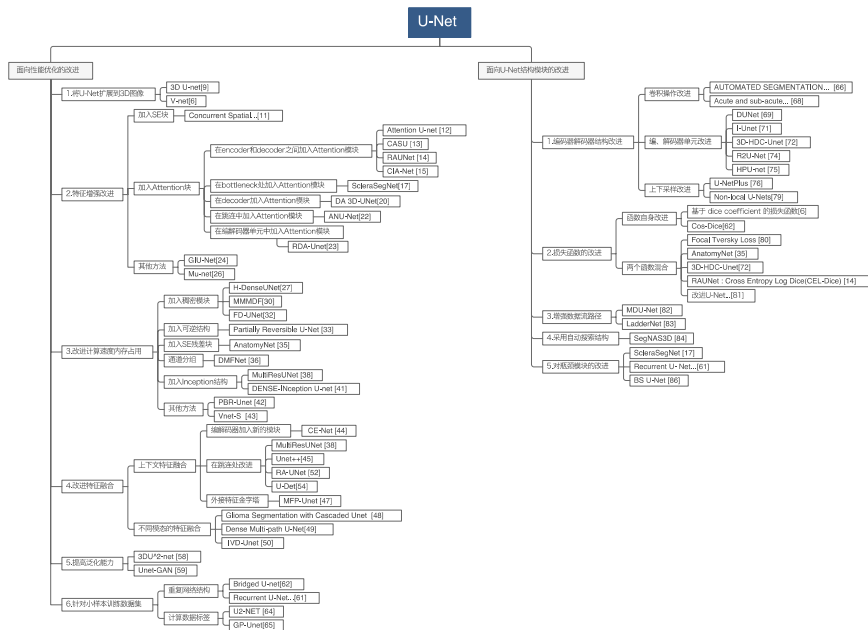 U-Net
面向性能优化的改进
1.将U-Net扩展到3D图像
3D U-net[9]
V-net[6]
2.特征增强改进
加入SE块
Concurrent Spatial...[11]
加入Attention块
在encoder和decoder之间加入Attention模块
Attention U-net [12]
CASU [13]
RAUNet [14]
CIA-Net [15]
在bottleneck处加入Attention模块
ScleraSegNet[17]
在decoder加入Attention模块
DA 3D-UNet[20]
在跳连中加入Attention模块
ANU-Net[22]
在编解码器单元中加入Attention模块
RDA-Unet[23]
其他方法
GIU-Net[24]
Mu-net[26]
3.改进计算速度内存占用
加入稠密模块
H-DenseUNet[27]
MMMDF[30]
FD-UNet[32]
加入可逆结构
Partially Reversible U-Net [33]
加入SE残差块
AnatomyNet [35]
通道分组
DMFNet [36]
加入Inception结构
MultiResUNet [38]
DENSE-INception U-net [41]
其他方法
PBR-Unet [42]
Vnet-S [43]
4.改进特征融合
上下文特征融合
编解码器加入新的模块
CE-Net [44]
在跳连处改进
MultiResUNet [38]
Unet++[45]
RA-UNet [52]
U-Det[54]
外接特征金字塔
MFP-Unet [47]
不同模态的特征融合
Glioma Segmentation with Cascaded Unet [48]
Dense Multi-path U-Net[49]
IVD-Unet [50]
5.提高泛化能力
3DU^2-net [58]
Unet-GAN [59]
6.针对小样本训练数据集
重复网络结构
Bridged U-net[62]
Recurrent U-Net...[61]
计算数据标签
U2-NET [64]
GP-Unet[65]
面向U-Net结构模块的改进
1.编码器解码器结构改进
卷积操作改进
AUTOMATED SEGMENTATION... [66]
Acute and sub-acute... [68]
编、解码器单元改进
DUNet [69]
I-Unet [71]
3D-HDC-Unet [72]
R2U-Net [74]
HPU-net [75]
上下采样改进
U-NetPlus [76]
Non-local U-Nets[79]
2.损失函数的改进
函数自身改进
基于 dice coefficient 的损失函数[6]
Cos-Dice[62]
两个函数混合
Focal Tversky Loss [80]
AnatomyNet [35]
3D-HDC-Unet[72]
RAUNet : Cross Entropy Log Dice(CEL-Dice) [14]
改进U-Net...[81]
3.增强数据流路径
MDU-Net [82]
LadderNet [83]
4.采用自动搜索结构
SegNAS3D [84]
5.对瓶颈模块的改进
ScleraSegNet [17]
Recurrent U- Net...[61]
BS U-Net [86]